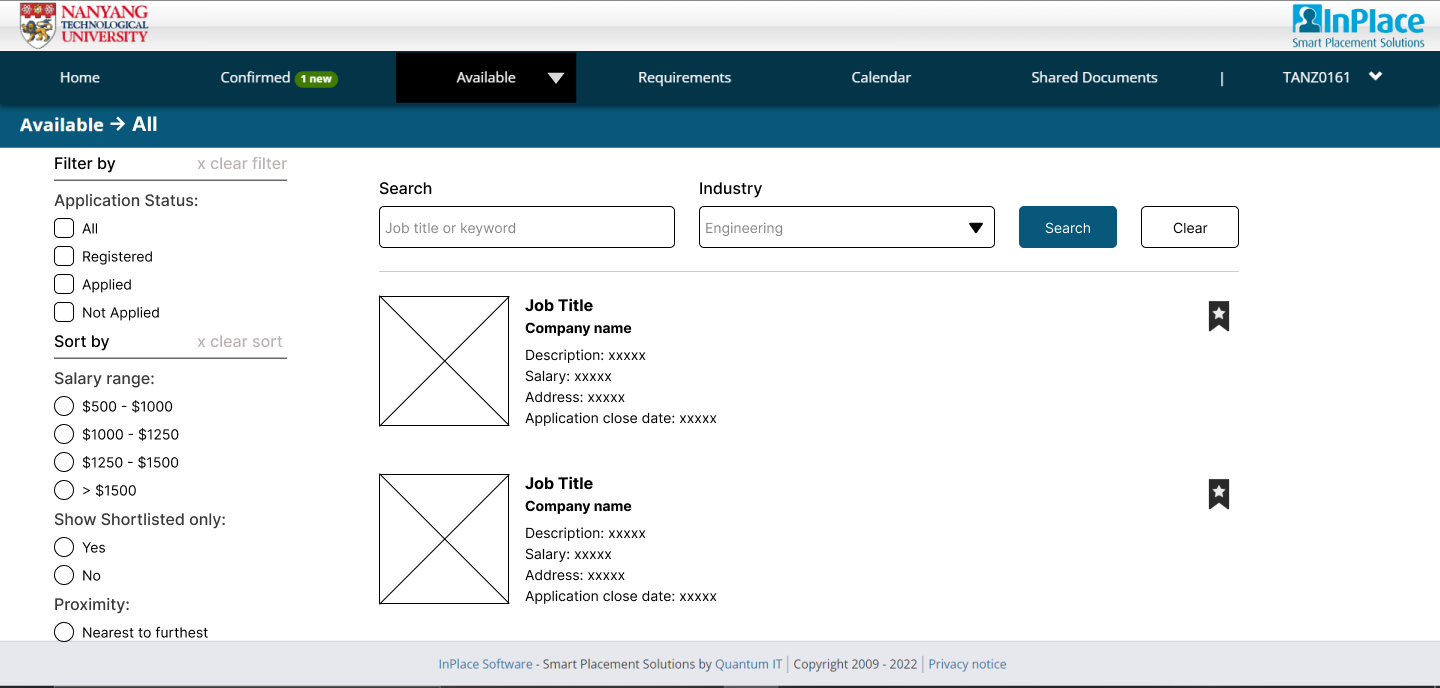 NANYANG
TECHNOLOGICAL
UNIVERSITY
InPlace
Smart Placement Solutions
Home
Confirmed 1 new
Available
Requirements
Calendar
Shared Documents
|
TANZ0161
Available → All
Filter by
x clear filter
Application Status:
All
Registered
Applied
Not Applied
Sort by
x clear sort
Salary range:
$500 - $1000
$1000 - $1250
$1250 - $1500
> $1500
Show Shortlisted only:
Yes
No
Proximity:
Nearest to furthest
Search
Job title or keyword
Industry
Engineering
Search
Clear
Job Title
Company name
Description: xxxxx
Salary: xxxxx
Address: xxxxx
Application close date: xxxxx
Job Title
Company name
Description: xxxxx
Salary: xxxxx
Address: xxxxx
Application close date: xxxxx
InPlace Software - Smart Placement Solutions by Quantum IT | Copyright 2009 - 2022 | Privacy notice